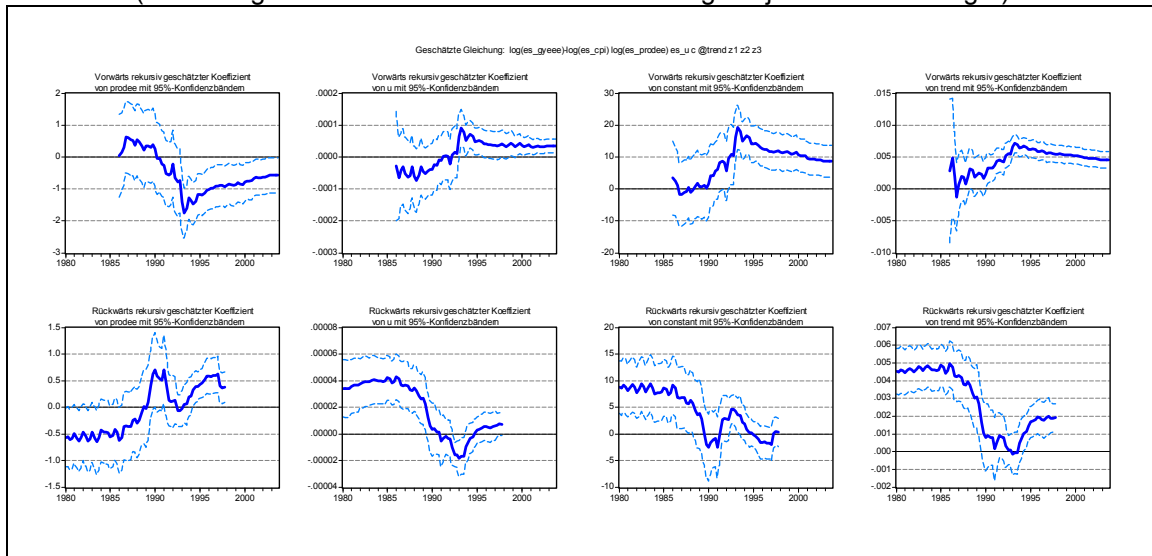 Geschätzte Gleichung: log(es_gyeee)-log(es_cpi) log(es_prodee) es_u c @trend z1 z2 z3
Vorwärts rekursiv geschätzter Koeffizient
von prodee mit 95%-Konfidenzbändern
2
1
0
-1
-2
-3
1980 1985 1990 1995 2000
Vorwärts rekursiv geschätzter Koeffizient
von u mit 95%-Konfidenzbändern
.0002
.0001
.0000
-.0001
-.0002
-.0003
1980 1985 1990 1995 2000
Vorwärts rekursiv geschätzter Koeffizient
von constant mit 95%-Konfidenzbändern
30
20
10
0
-10
-20
1980 1985 1990 1995 2000
Vorwärts rekursiv geschätzter Koeffizient
von trend mit 95%-Konfidenzbändern
.015
.010
.005
.000
-.005
-.010
1980 1985 1990 1995 2000
Rückwärts rekursiv geschätzter Koeffizient
von prodee mit 95%-Konfidenzbändern
1.5
1.0
0.5
0.0
-0.5
-1.0
-1.5
1980 1985 1990 1995 2000
Rückwärts rekursiv geschätzter Koeffizient
von u mit 95%-Konfidenzbändern
.00008
.00006
.00004
.00002
.00000
-.00002
-.00004
1980 1985 1990 1995 2000
Rückwärts rekursiv geschätzter Koeffizient
von constant mit 95%-Konfidenzbändern
20
15
10
5
0
-5
-10
1980 1985 1990 1995 2000
Rückwärts rekursiv geschätzter Koeffizient
von trend mit 95%-Konfidenzbändern
.007
.006
.005
.004
.003
.002
.001
.000
-.001
-.002
1980 1985 1990 1995 2000